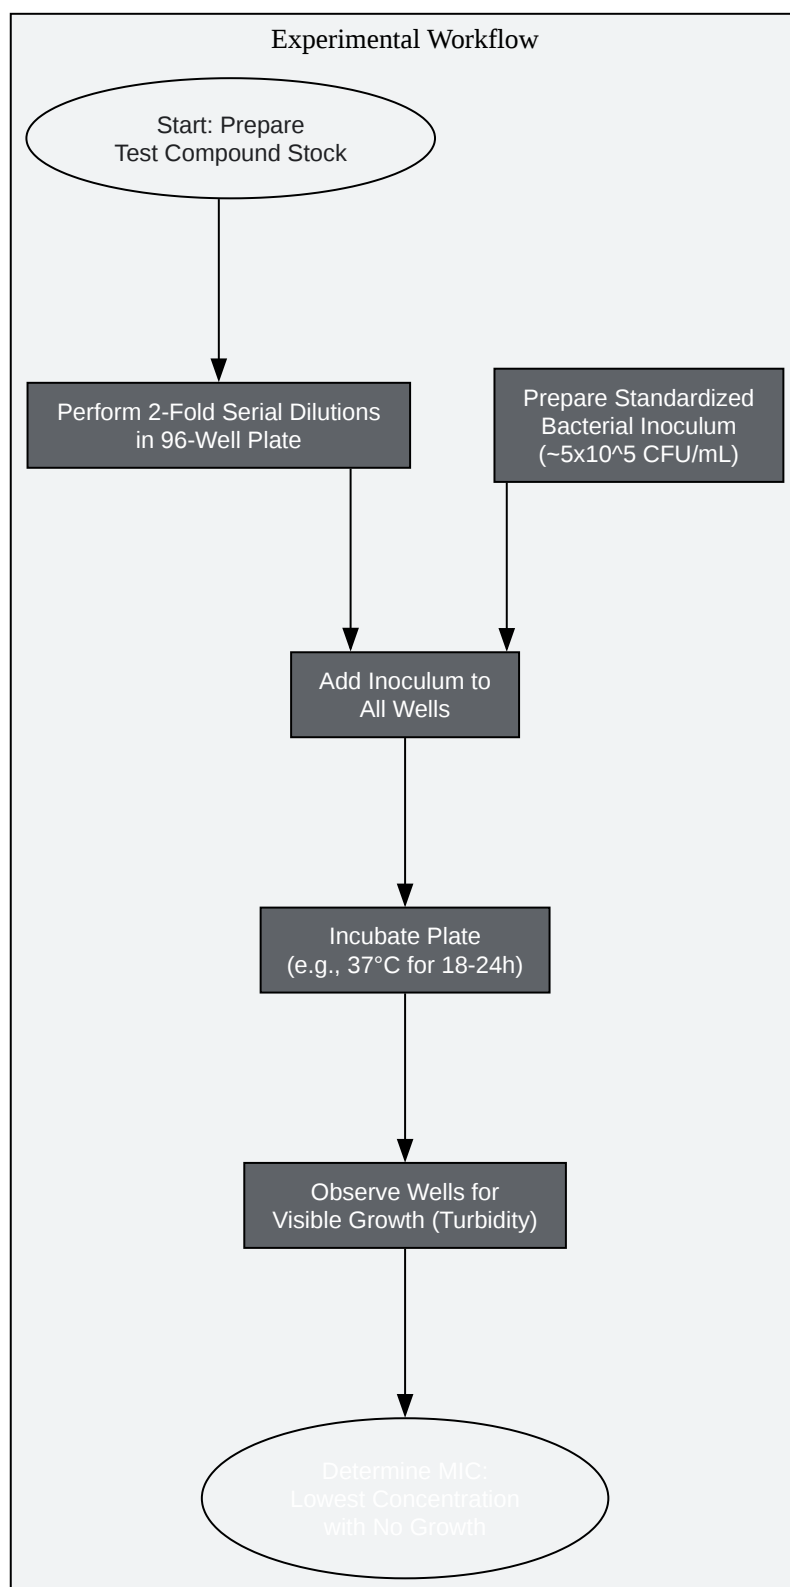 Experimental Workflow
Start: Prepare
Test Compound Stock
Perform 2-Fold Serial Dilutions
in 96-Well Plate
Prepare Standardized
Bacterial Inoculum
(~5x10^5 CFU/mL)
Add Inoculum to
All Wells
Incubate Plate
(e.g., 37°C for 18-24h)
Observe Wells for
Visible Growth (Turbidity)
Determine MIC:
Lowest Concentration
with No Growth